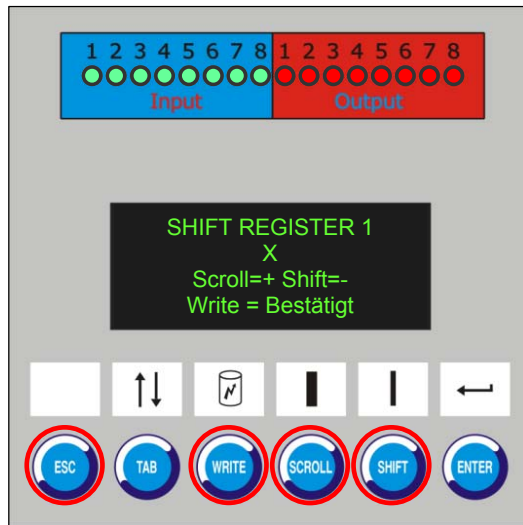 1 2 3 4 5 6 7 8 1 2 3 4 5 6 7 8
Input Output
SHIFT REGISTER 1
X
Scroll=+ Shift=-
Write = Bestätigt
ESC TAB WRITE SCROLL SHIFT ENTER